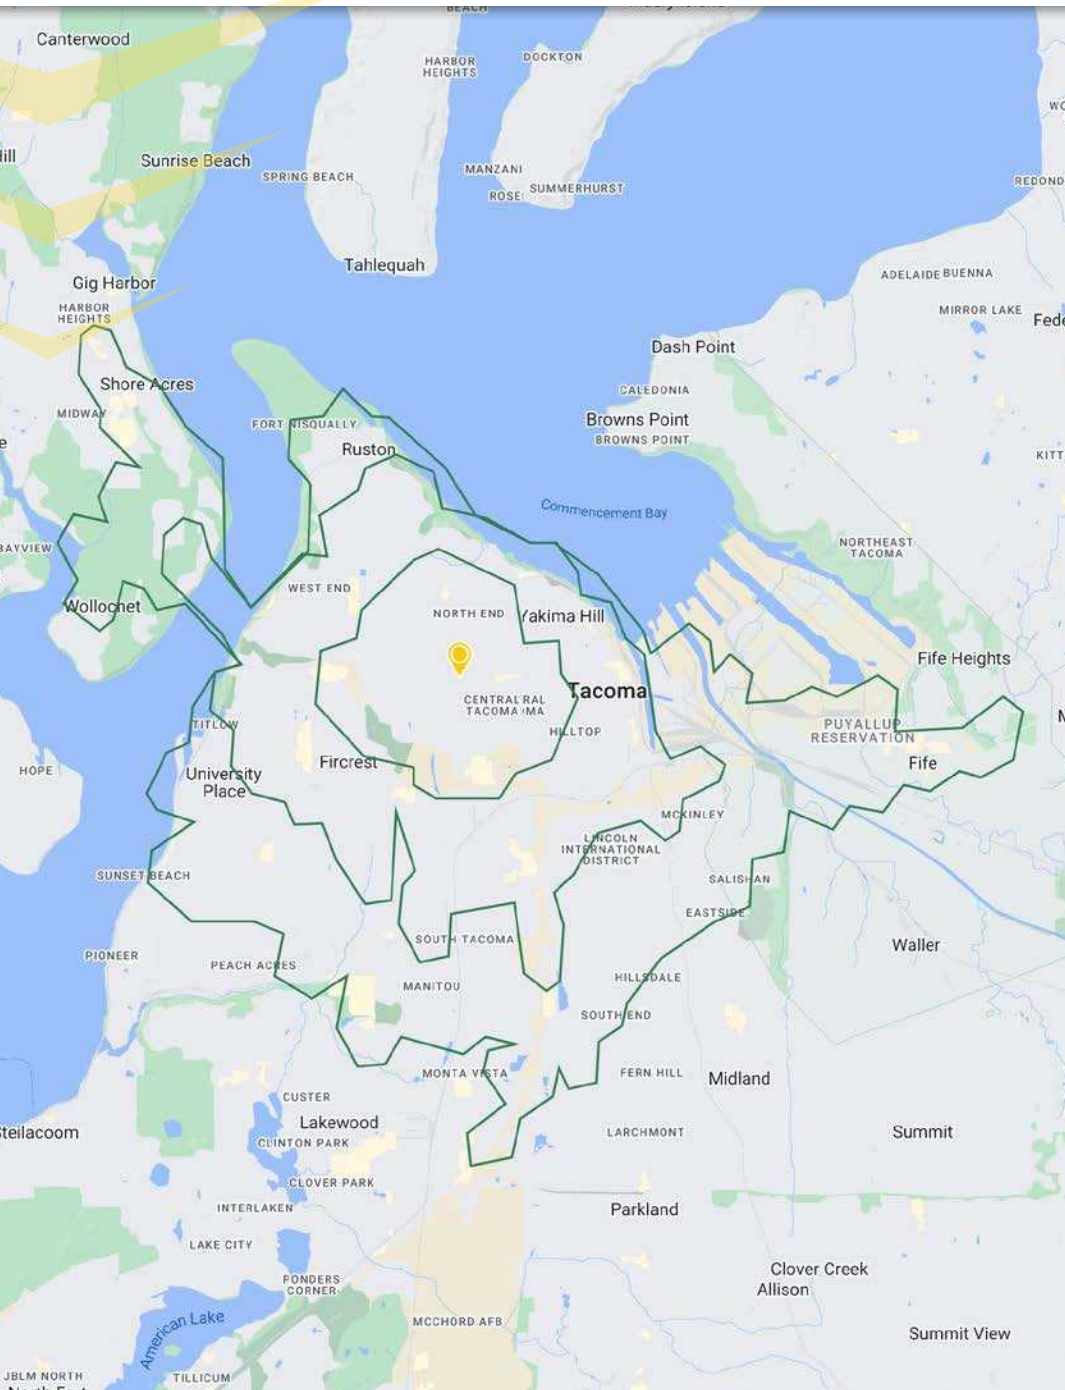 BEACH
Canterwood
HARBOR
HEIGHTS
DOCKTON
Sunrise Beach
SPRING BEACH
MANZANI
ROSE
SUMMERHURST
REDOND
Tahlequah
Gig Harbor
ADELAIDE
BUENNA
HARBOR
HEIGHTS
MIRROR LAKE
Fede
Dash Point
Shore Acres
CALEDONIA
MIDWAY
FORT NISQUALLY
Browns Point
BROWNS POINT
Ruston
KITT
Commencement Bay
BAYVIEW
NORTHEAST
TACOMA
WEST END
Wollochet
NORTH END
Yakima Hill
Fife Heights
Tacoma
CENTRAL RAL
TACOMA OMA
TITLOW
HILLTOP
PUYALLUP
RESERVATION
HOPE
University
Place
Fircrest
Fife
MCKINLEY
LINCOLN
INTERNATIONAL
DISTRICT
SUNSET BEACH
SALISHAN
EASTSIDE
SOUTH TACOMA
Waller
PIONEER
PEACH ACRES
HILLSDALE
MANITOU
SOUTH END
MONTA VISTA
FERN HILL
Midland
CUSTER
Lakewood
Steilacoom
CLINTON PARK
LARCHMONT
Summit
CLOVER PARK
INTERLAKEN
Parkland
LAKE CITY
Clover Creek
PONDERS
CORNER
Allison
American Lake
MCCHORD AFB
Summit View
JBLM NORTH
TILLICUM